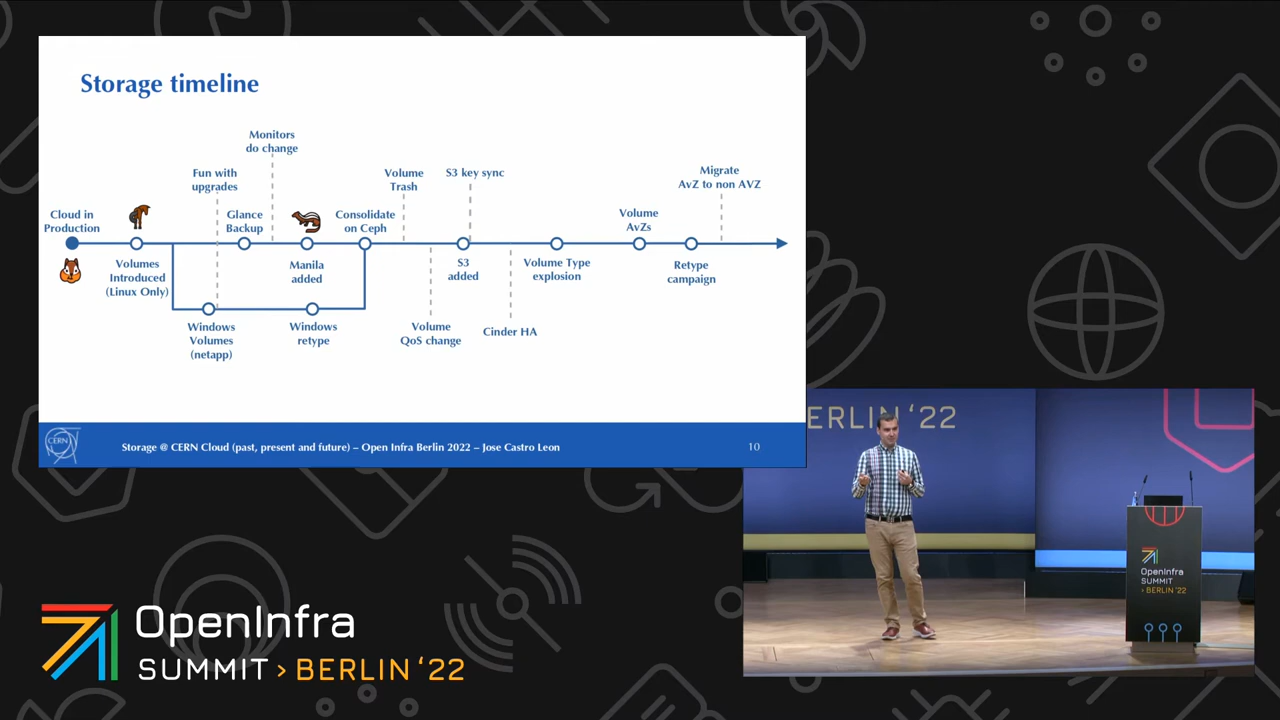 Storage timeline
Monitors
do change
Fun with
upgrades
Volume
Trash
S3 key sync
Migrate
AvZ to non AVZ
Cloud in
Production
Glance
Backup
Consolidate
on Ceph
Volume
AvZs
Volumes
Introduced
(Linux Only)
Manila
added
S3
added
Volume Type
explosion
Retype
campaign
Windows
Volumes
(netapp)
Windows
retype
Volume
QoS change
Cinder HA
CERN
Storage @ CERN Cloud (past, present and future) – Open Infra Berlin 2022 – Jose Castro Leon
10
ERLIN ‘22
OpenInfra
SUMMIT
› BERLIN ‘22
OpenInfra
SUMMIT › BERLIN ‘22